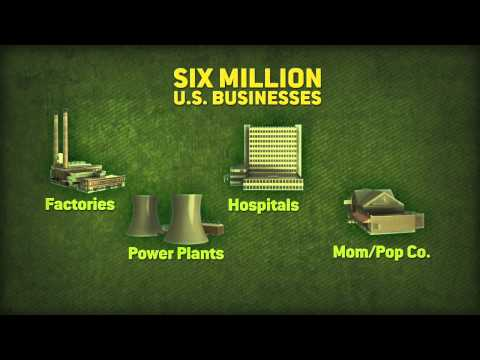 SIX MILLION
U.S. BUSINESSES
Factories
Hospitals
Power Plants
Mom/Pop Co.